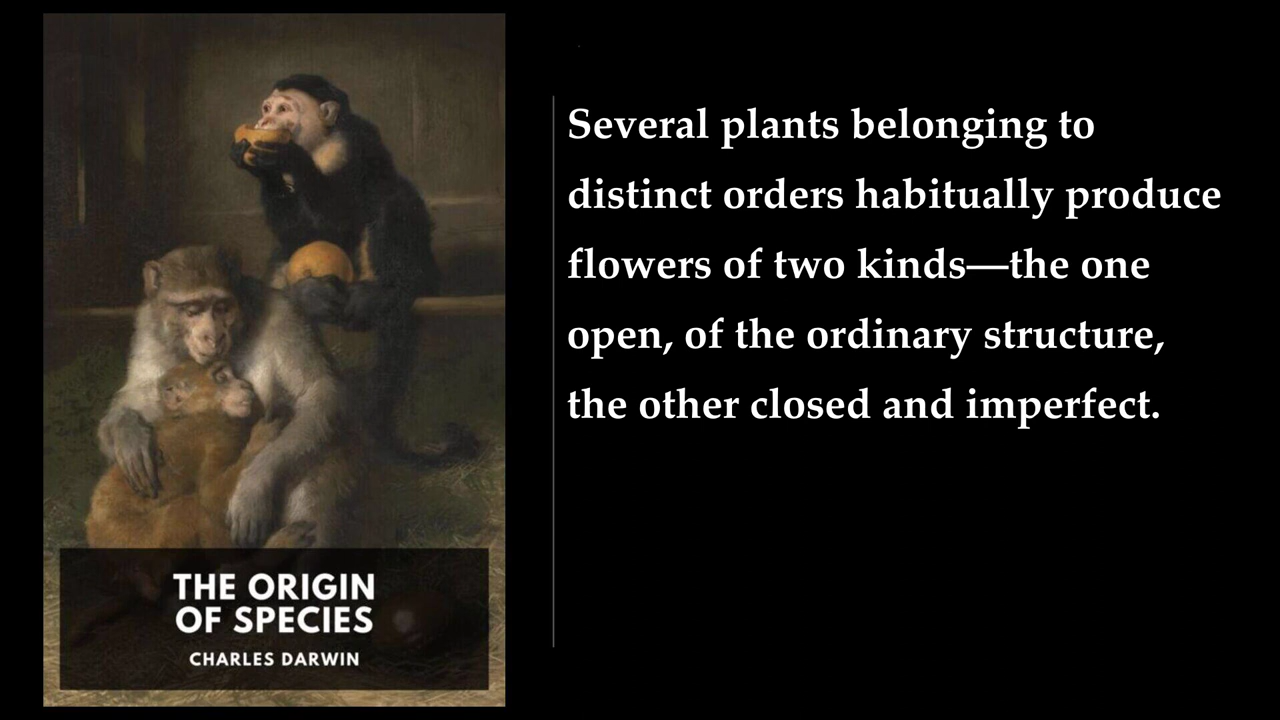 THE ORIGIN
OF SPECIES
CHARLES DARWIN
Several plants belonging to
distinct orders habitually produce
flowers of two kinds—the one
open, of the ordinary structure,
the other closed and imperfect.